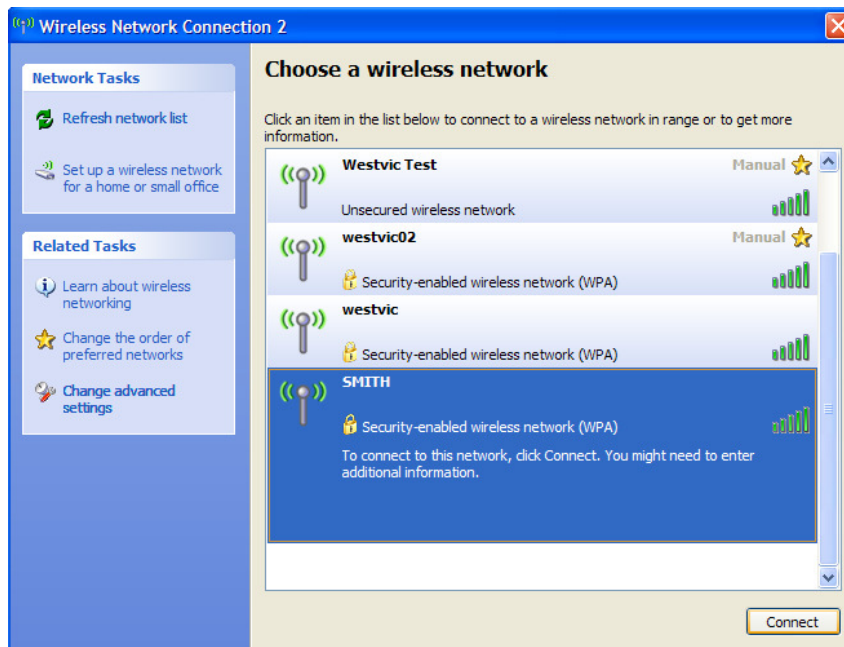 Wireless Network Connection 2
Network Tasks
Refresh network list
Set up a wireless network
for a home or small office
Related Tasks
Learn about wireless
networking
Change the order of
preferred networks
Change advanced
settings
Choose a wireless network
Click an item in the list below to connect to a wireless network in range or to get more
information.
Westvic Test
Manual
Unsecured wireless network
westvic02
Manual
Security-enabled wireless network (WPA)
westvic
Security-enabled wireless network (WPA)
SMITH
Security-enabled wireless network (WPA)
To connect to this network, click Connect. You might need to enter
additional information.
Connect